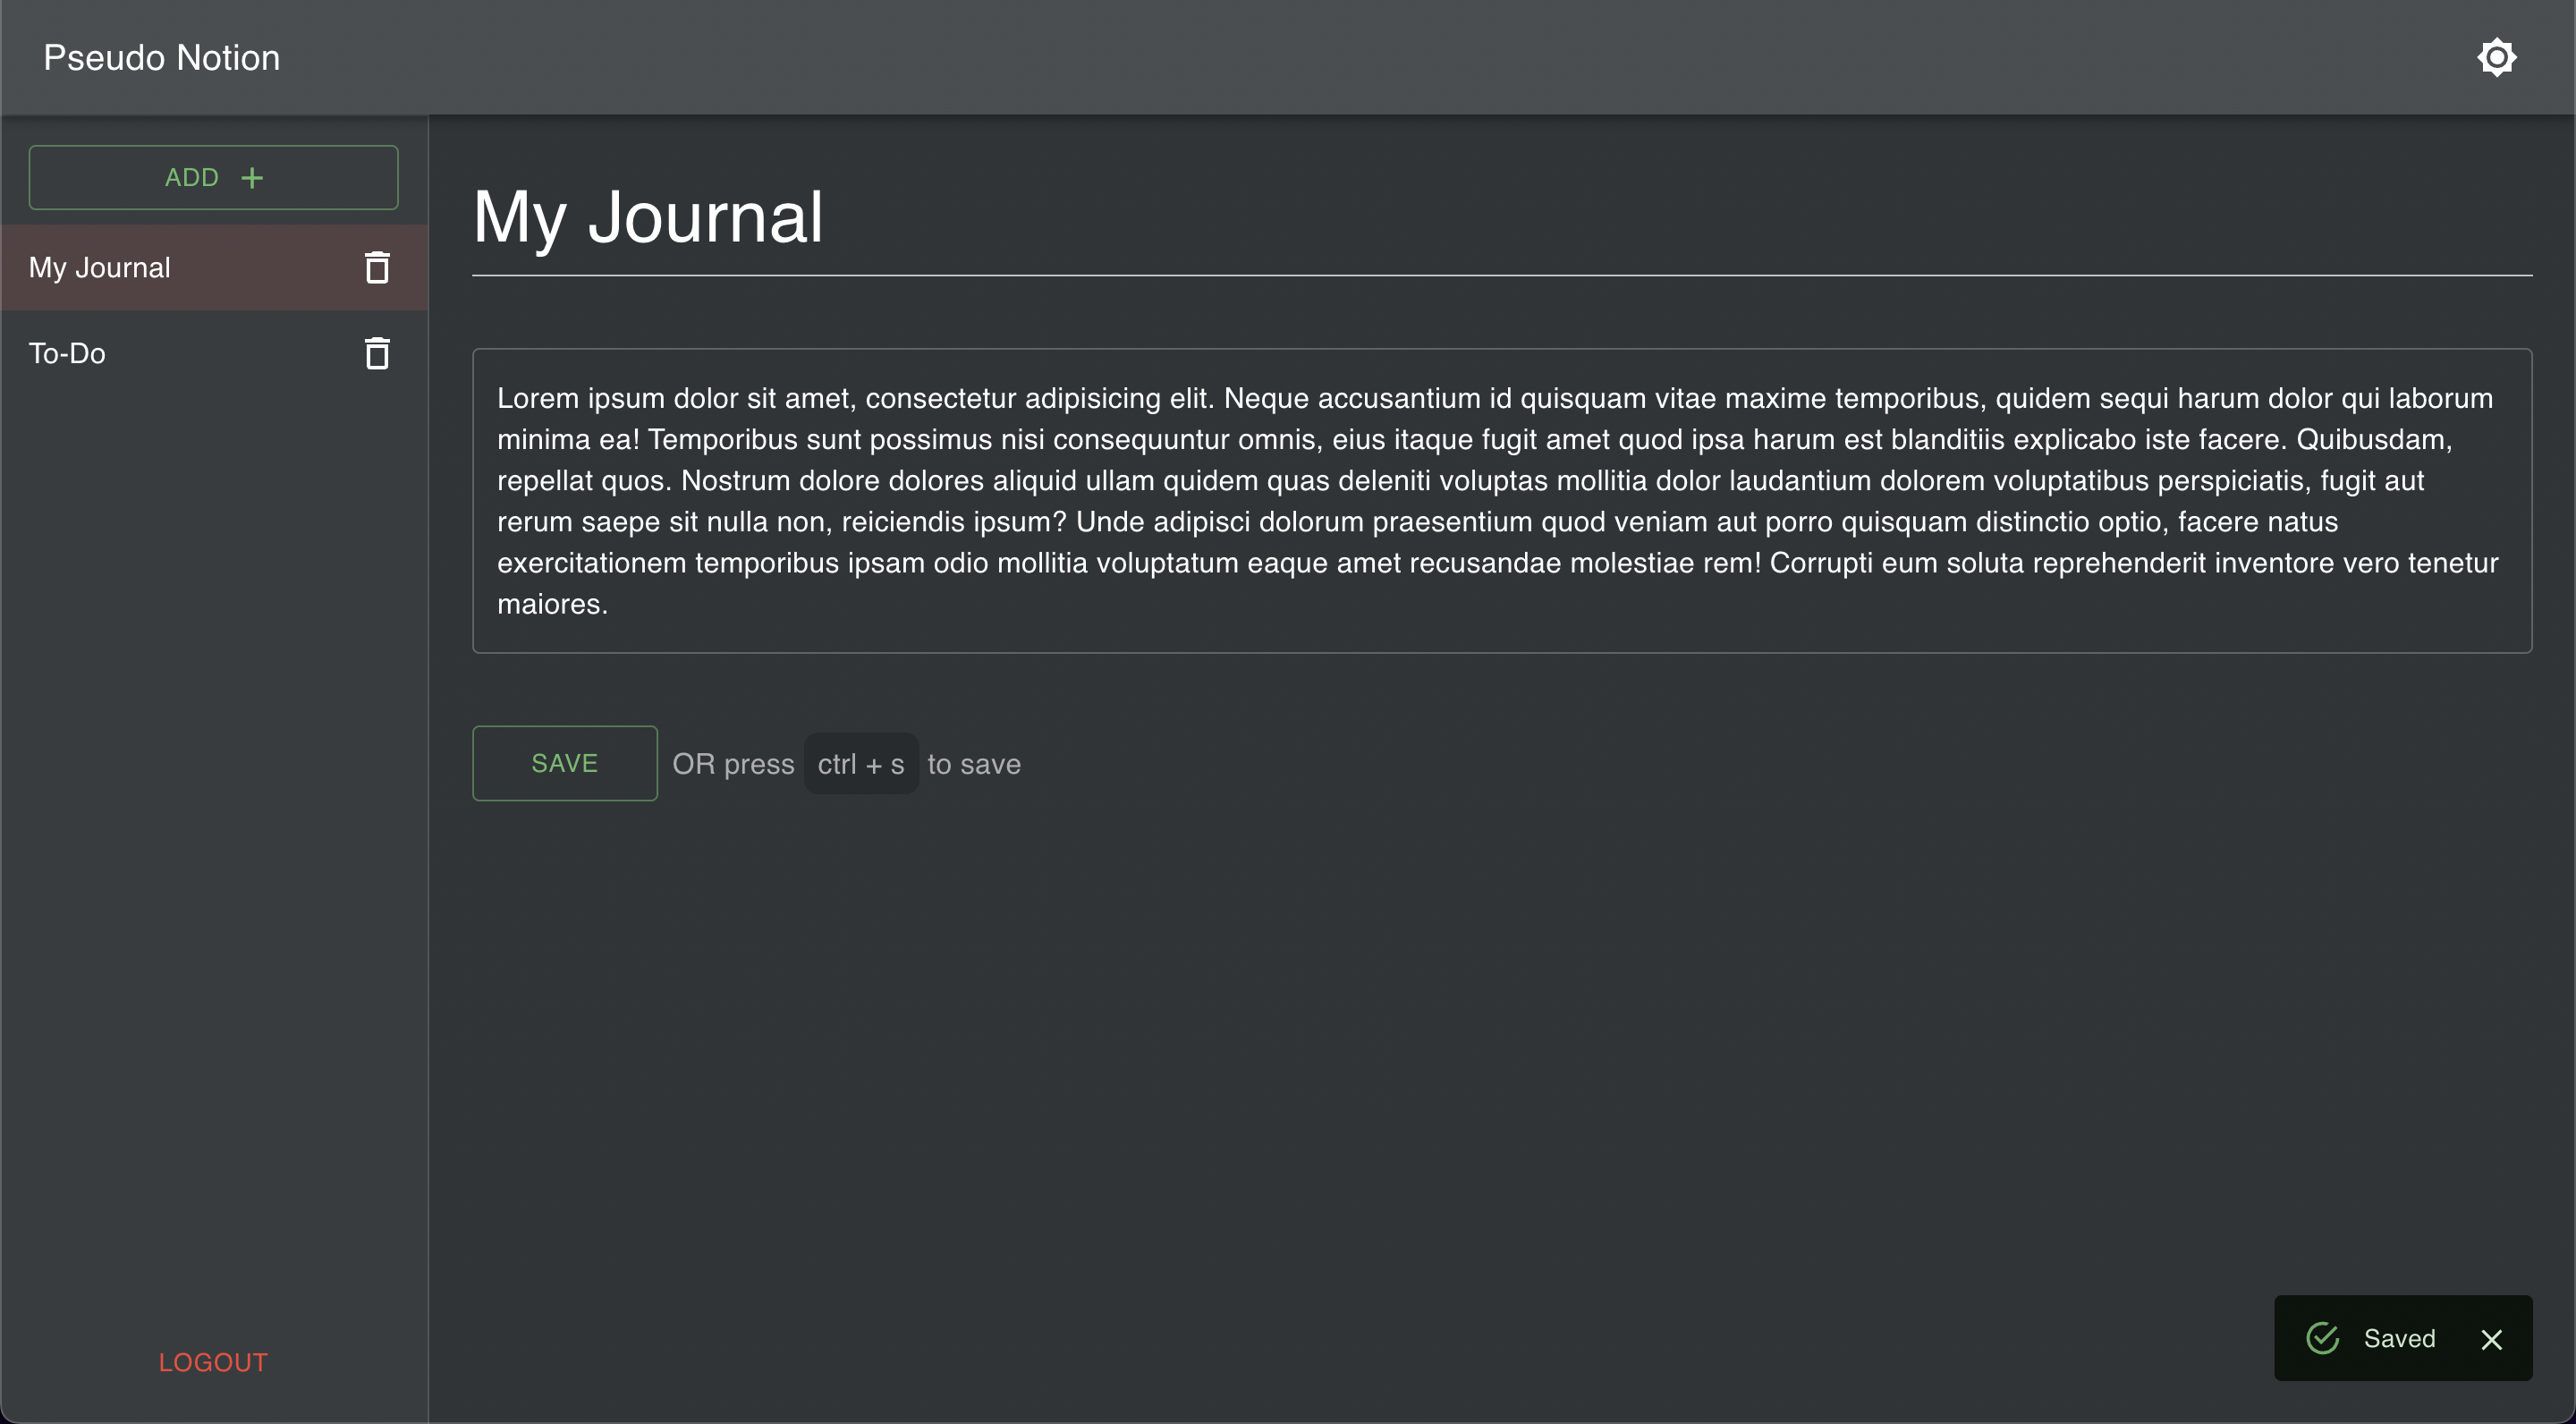 Pseudo Notion
ADD +
My Journal
To-Do
LOGOUT
My Journal
Lorem ipsum dolor sit amet, consectetur adipisicing elit. Neque accusantium id quisquam vitae maxime temporibus, quidem sequi harum dolor qui laborum
minima ea! Temporibus sunt possimus nisi consequuntur omnis, eius itaque fugit amet quod ipsa harum est blanditiis explicabo iste facere. Quibusdam,
repellat quos. Nostrum dolore dolores aliquid ullam quidem quas deleniti voluptas mollitia dolor laudantium dolorem voluptatibus perspiciatis, fugit aut
rerum saepe sit nulla non, reiciendis ipsum? Unde adipisci dolorum praesentium quod veniam aut porro quisquam distinctio optio, facere natus
exercitationem temporibus ipsam odio mollitia voluptatum eaque amet recusandae molestiae rem! Corrupti eum soluta reprehenderit inventore vero tenetur
maiores.
SAVE OR press ctrl + s to save
Saved